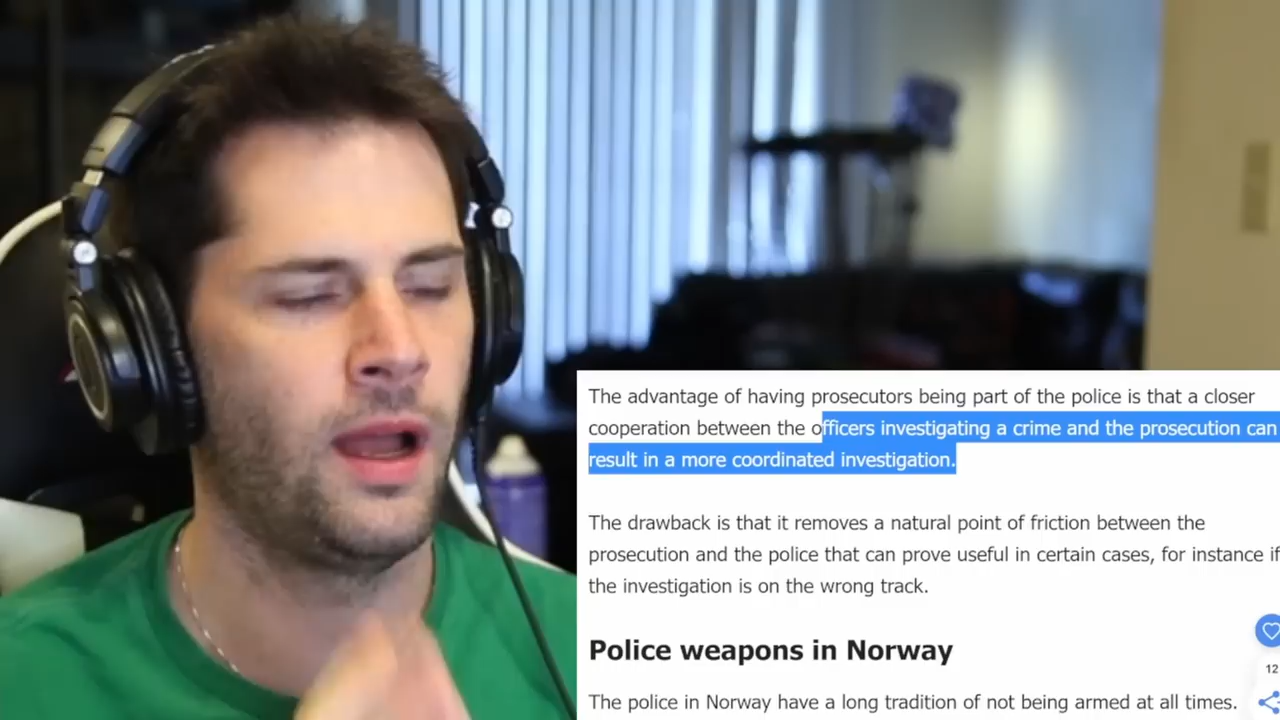 The advantage of having prosecutors being part of the police is that a closer
cooperation between the officers investigating a crime and the prosecution can
result in a more coordinated investigation.
The drawback is that it removes a natural point of friction between the
prosecution and the police that can prove useful in certain cases, for instance if
the investigation is on the wrong track.
Police weapons in Norway
12
The police in Norway have a long tradition of not being armed at all times.